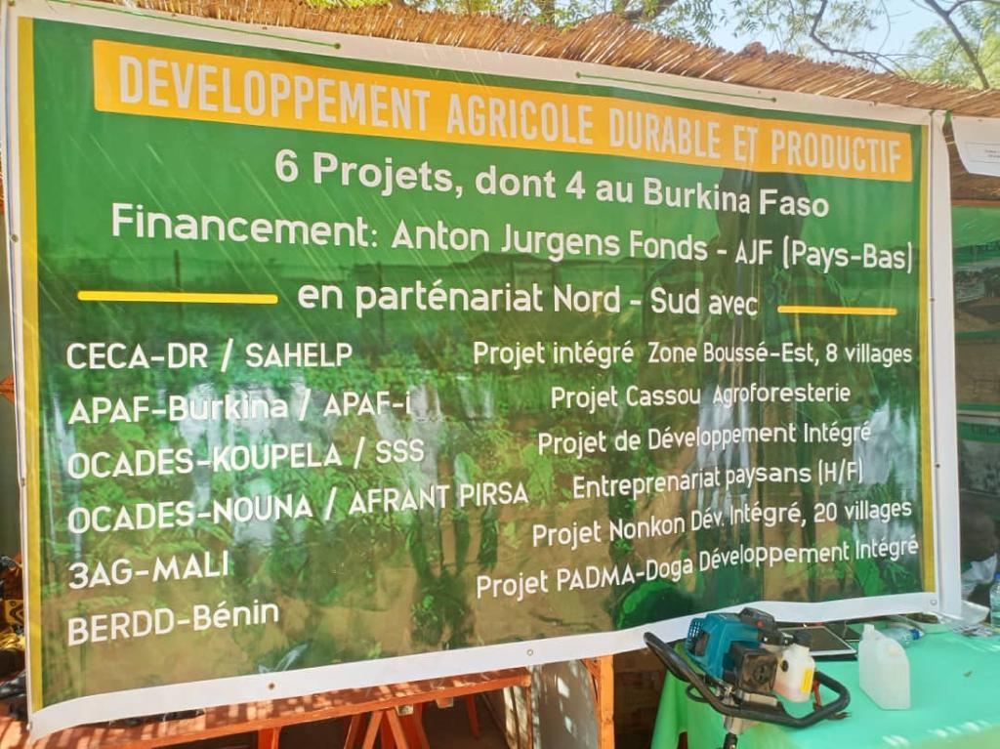 DEVELOPPEMENT AGRICOLE DURABLE ET PRODUCTIF
6 Projets, dont 4 au Burkina Faso
Financement: Anton Jurgens Fonds - AJF (Pays-Bas)
en parténariat Nord - Sud avec
CECA-DR / SAHELP Projet intégré Zone Boussé-Est, 8 villages
APAF-Burkina / APAF-i Projet Cassou Agroforesterie
OCADES-KOUPELA / SSS Projet de Développement Intégré
OCADES-NOUNA / AFRANT PIRSA Entreprenariat paysans (H/F)
3AG-MALI Projet Nonkon Dév. Intégré, 20 villages
BERDD-Bénin Projet PADMA-Doga Développement Intégré